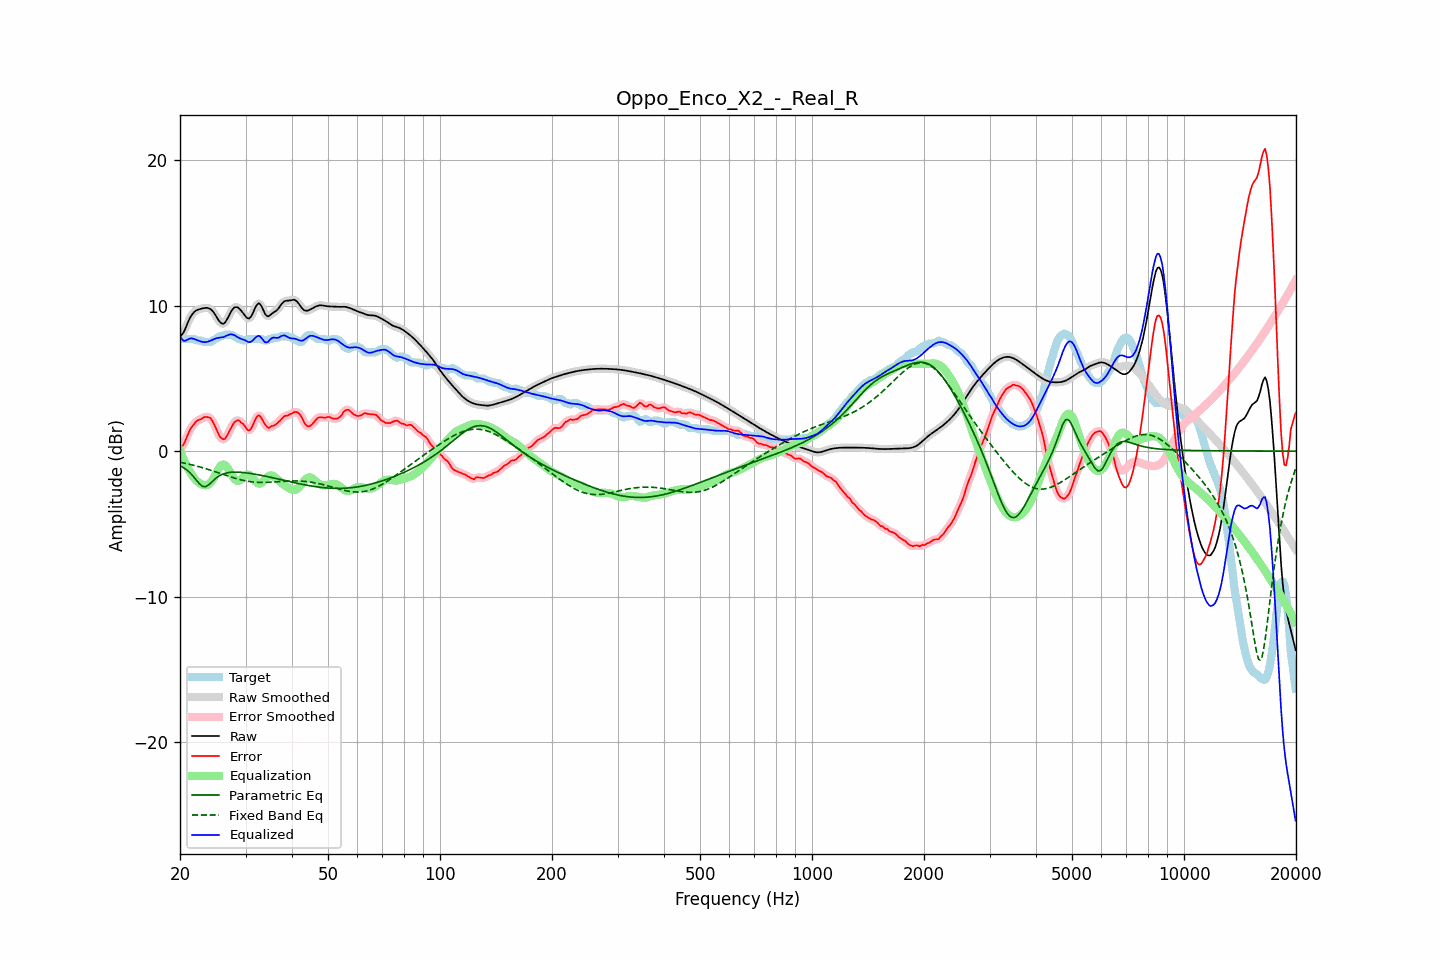 Oppo_Enco_X2_-_Real_R
Amplitude (dBr)
20
10
0
−10
−20
Target
Raw Smoothed
Error Smoothed
Raw
Error
Equalization
Parametric Eq
Fixed Band Eq
Equalized
20 50 100 200 500 1000 2000 5000 10000 20000
Frequency (Hz)